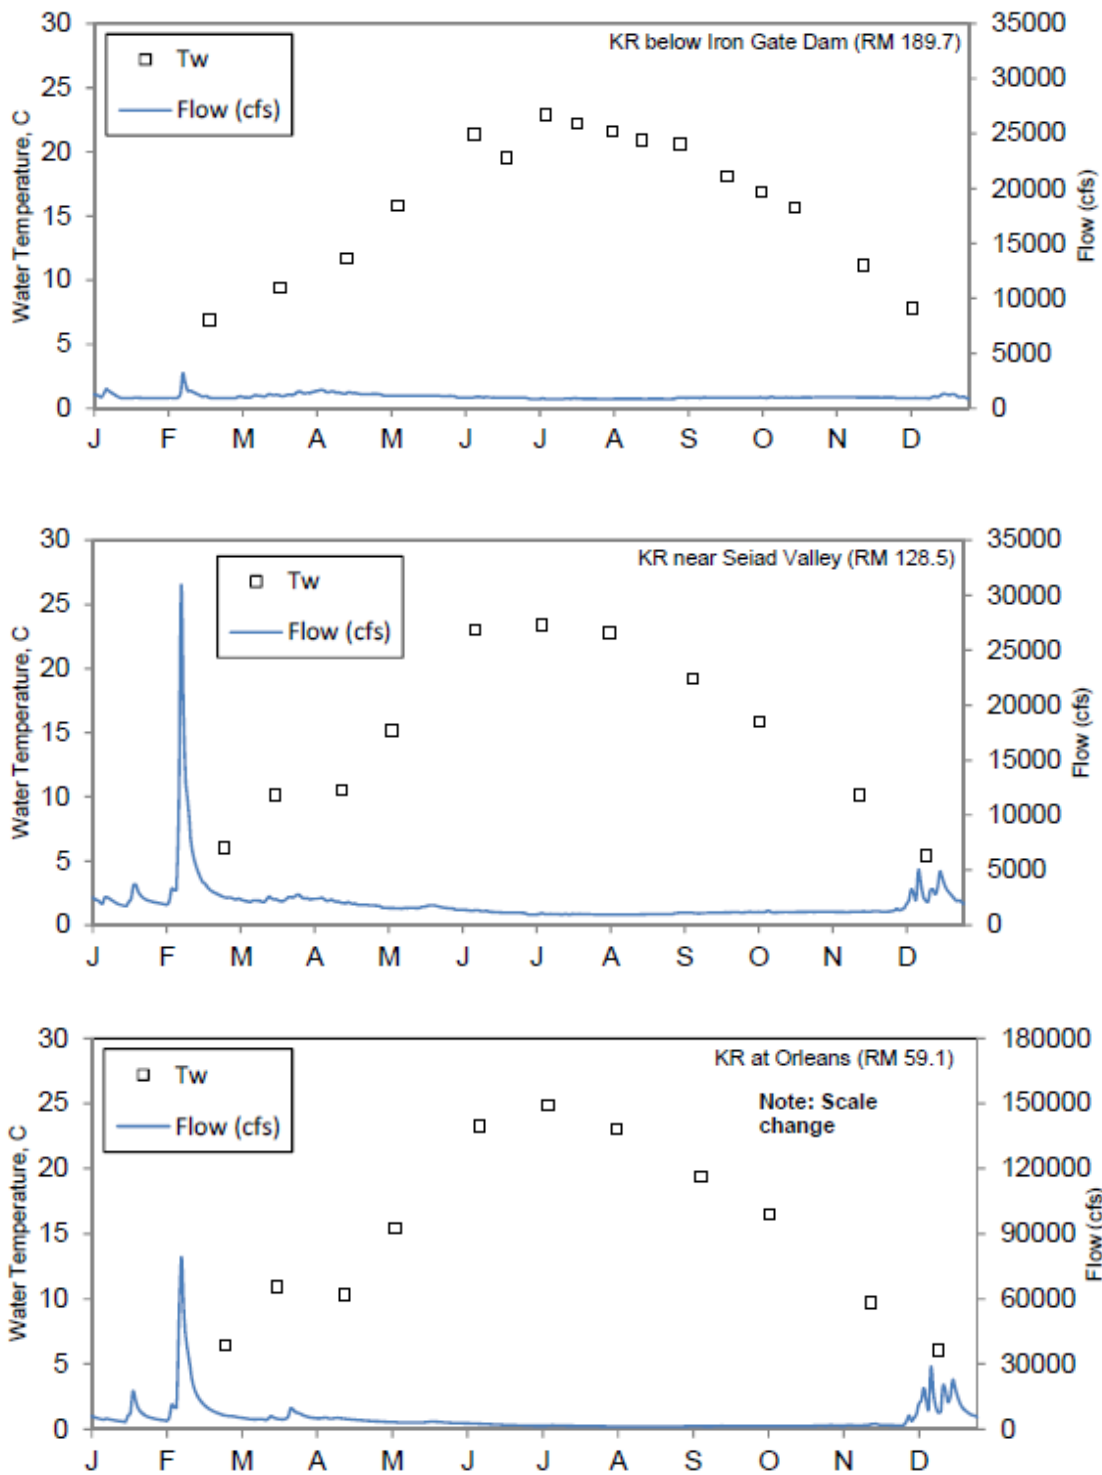 KR below Iron Gate Dam (RM 189.7)
Tw
Flow (cfs)
Water Temperature, C
Flow (cfs)
30
25
20
15
10
5
0
35000
30000
25000
20000
15000
10000
5000
0
J F M A M J J A S O N D
KR near Seiad Valley (RM 128.5)
Tw
Flow (cfs)
Water Temperature, C
Flow (cfs)
30
25
20
15
10
5
0
35000
30000
25000
20000
15000
10000
5000
0
J F M A M J J A S O N D
KR at Orleans (RM 59.1)
Note: Scale
change
Tw
Flow (cfs)
Water Temperature, C
Flow (cfs)
30
25
20
15
10
5
0
180000
150000
120000
90000
60000
30000
0
J F M A M J J A S O N D